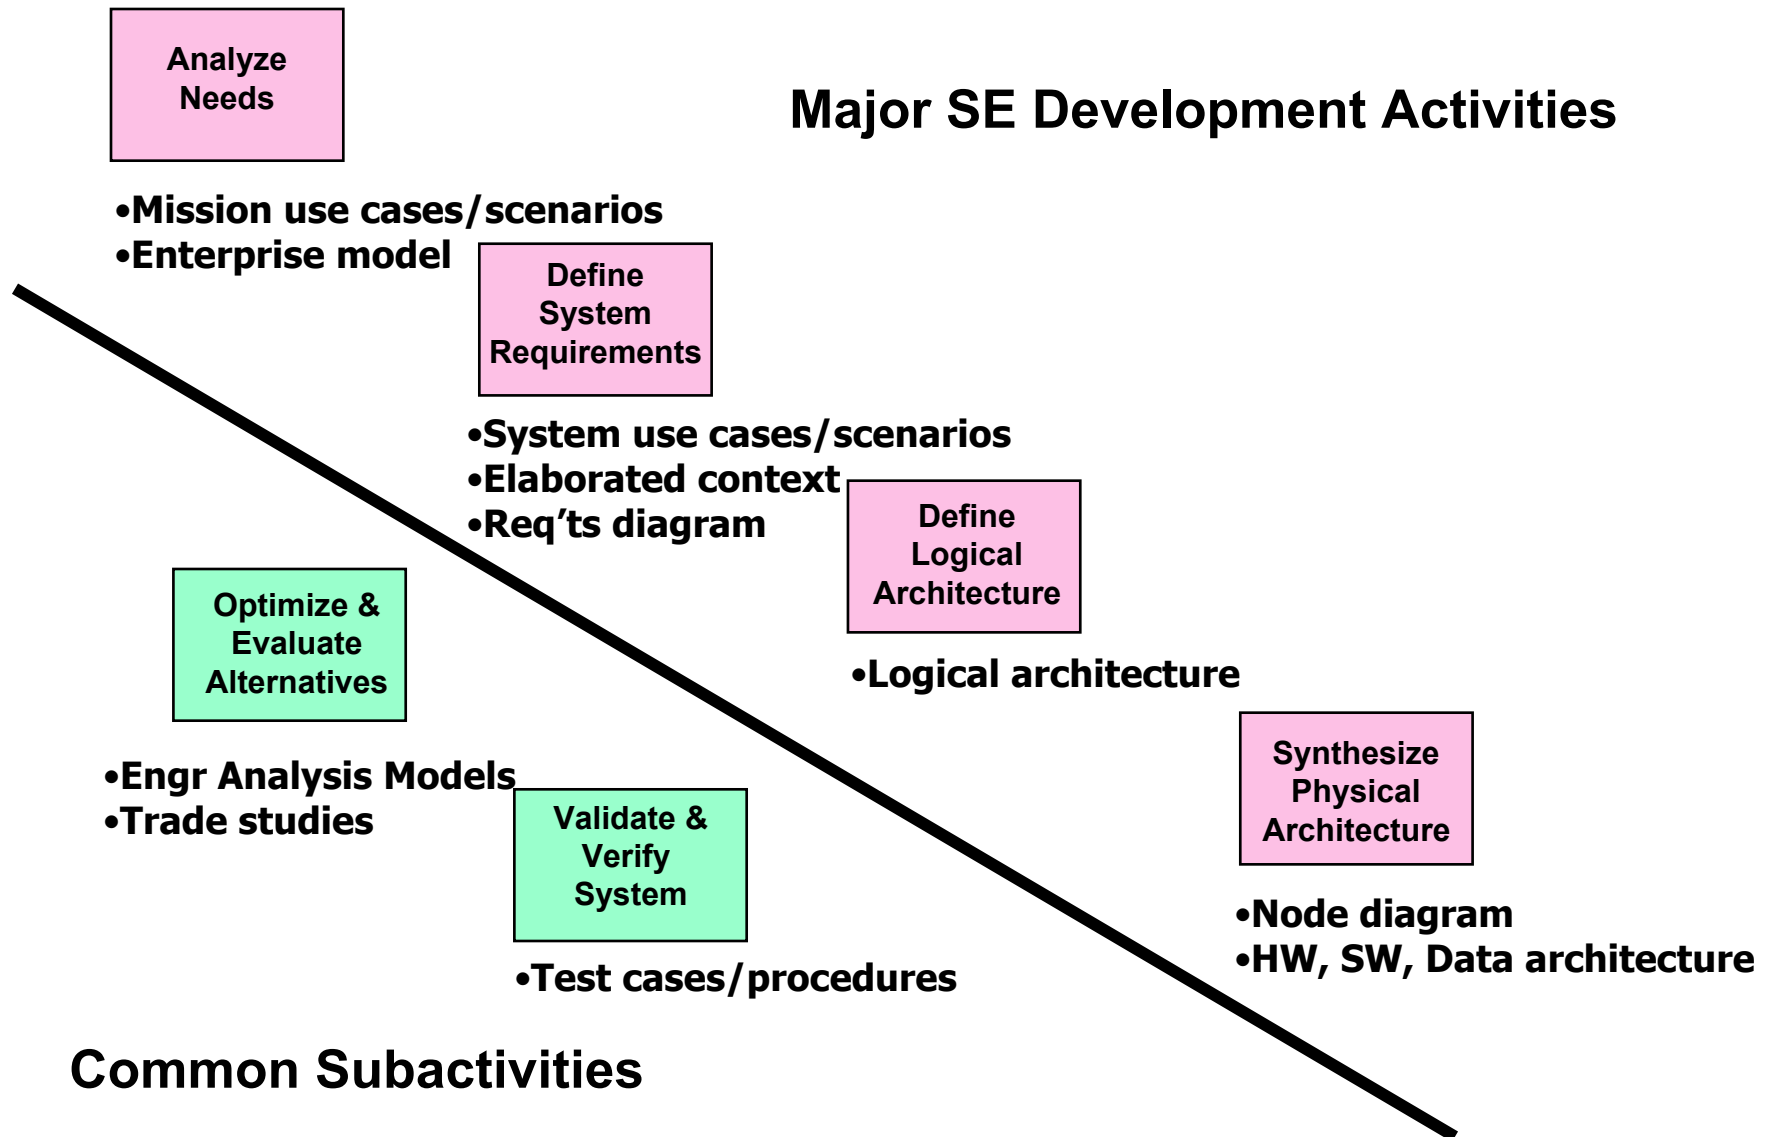 Analyze
Needs
Major SE Development Activities
•Mission use cases/scenarios
•Enterprise model
Define
System
Requirements
•System use cases/scenarios
•Elaborated context
•Req’ts diagram
Define
Logical
Architecture
•Logical architecture
Optimize &
Evaluate
Alternatives
•Engr Analysis Models
•Trade studies
Synthesize
Physical
Architecture
Validate &
Verify
System
•Node diagram
•HW, SW, Data architecture
•Test cases/procedures
Common Subactivities